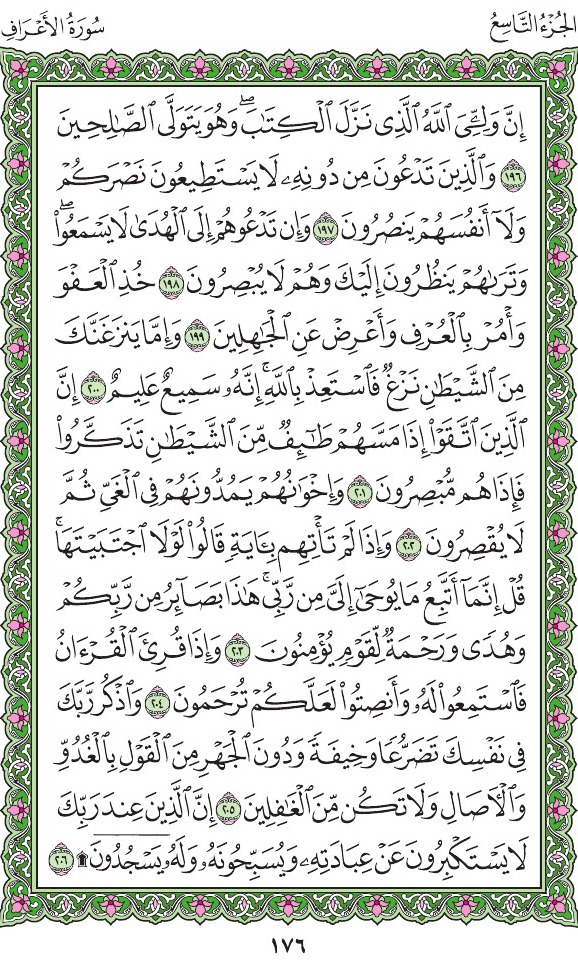 الجُزْءُ التَّاسِعُ
سُورَةُ الأَعْرَافِ
إِنَّ وَلِـِّۧيَ ٱللَّهُ ٱلَّذِي نَزَّلَ ٱلۡكِتَٰبَۖ وَهُوَ يَتَوَلَّى ٱلصَّٰلِحِينَ
١٩٦ وَٱلَّذِينَ تَدۡعُونَ مِن دُونِهِۦ لَا يَسۡتَطِيعُونَ نَصۡرَكُمۡ
وَلَآ أَنفُسَهُمۡ يَنصُرُونَ ١٩٧ وَإِن تَدۡعُوهُمۡ إِلَى ٱلۡهُدَىٰ لَا يَسۡمَعُواْۖ
وَتَرَىٰهُمۡ يَنظُرُونَ إِلَيۡكَ وَهُمۡ لَا يُبۡصِرُونَ ١٩٨ خُذِ ٱلۡعَفۡوَ
وَأۡمُرۡ بِٱلۡعُرۡفِ وَأَعۡرِضۡ عَنِ ٱلۡجَٰهِلِينَ ١٩٩ وَإِمَّا يَنزَغَنَّكَ
مِنَ ٱلشَّيۡطَٰنِ نَزۡغٞ فَٱسۡتَعِذۡ بِٱللَّهِۚ إِنَّهُۥ سَمِيعٌ عَلِيمٌ ٢٠٠ إِنَّ
ٱلَّذِينَ ٱتَّقَوۡاْ إِذَا مَسَّهُمۡ طَٰٓئِفٞ مِّنَ ٱلشَّيۡطَٰنِ تَذَكَّرُواْ
فَإِذَا هُم مُّبۡصِرُونَ ٢٠١ وَإِخۡوَٰنُهُمۡ يَمُدُّونَهُمۡ فِي ٱلۡغَيِّ ثُمَّ
لَا يُقۡصِرُونَ ٢٠٢ وَإِذَا لَمۡ تَأۡتِهِم بِـَٔايَةٖ قَالُواْ لَوۡلَا ٱجۡتَبَيۡتَهَاۚ
قُلۡ إِنَّمَآ أَتَّبِعُ مَا يُوحَىٰٓ إِلَيَّ مِن رَّبِّيۚ هَٰذَا بَصَآئِرُ مِن رَّبِّكُمۡ
وَهُدٗى وَرَحۡمَةٞ لِّقَوۡمٖ يُؤۡمِنُونَ ٢٠٣ وَإِذَا قُرِئَ ٱلۡقُرۡءَانُ
فَٱسۡتَمِعُواْ لَهُۥ وَأَنصِتُواْ لَعَلَّكُمۡ تُرۡحَمُونَ ٢٠٤ وَٱذۡكُر رَّبَّكَ
فِي نَفۡسِكَ تَضَرُّعٗا وَخِيفَةٗ وَدُونَ ٱلۡجَهۡرِ مِنَ ٱلۡقَوۡلِ بِٱلۡغُدُوِّ
وَٱلۡأٓصَالِ وَلَا تَكُن مِّنَ ٱلۡغَٰفِلِينَ ٢٠٥ إِنَّ ٱلَّذِينَ عِندَ رَبِّكَ
لَا يَسۡتَكۡبِرُونَ عَنۡ عِبَادَتِهِۦ وَيُسَبِّحُونَهُۥ وَلَهُۥ يَسۡجُدُونَۤ۩ ٢٠٦
١٧٦